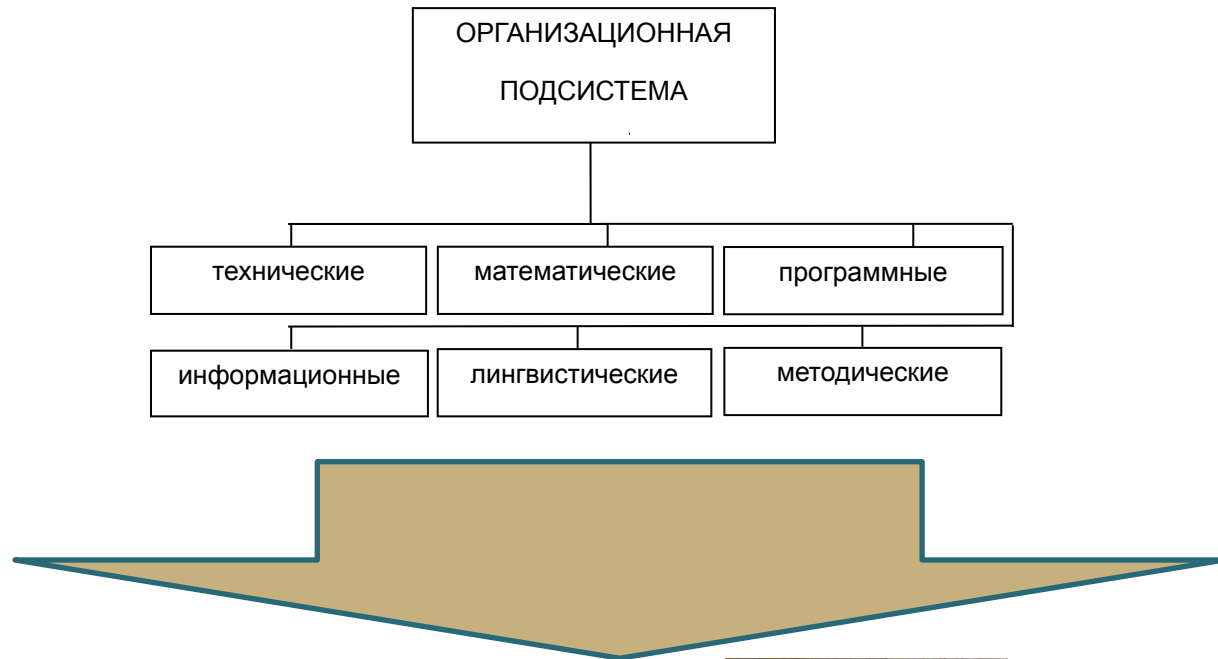 ОРГАНИЗАЦИОННАЯ
ПОДСИСТЕМА
технические
математические
программные
информационные
лингвистические
методические